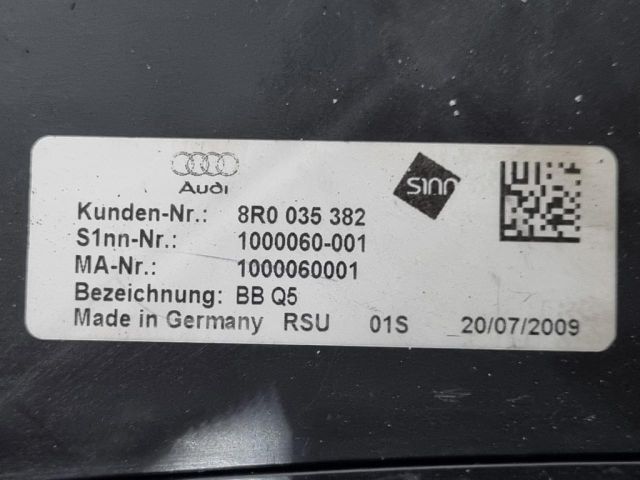 Audi
S1nn
Kunden-Nr.: 8R0 035 382
S1nn-Nr.: 1000060-001
MA-Nr.: 1000060001
Bezeichnung: BB Q5
Made in Germany RSU 01S 20/07/2009